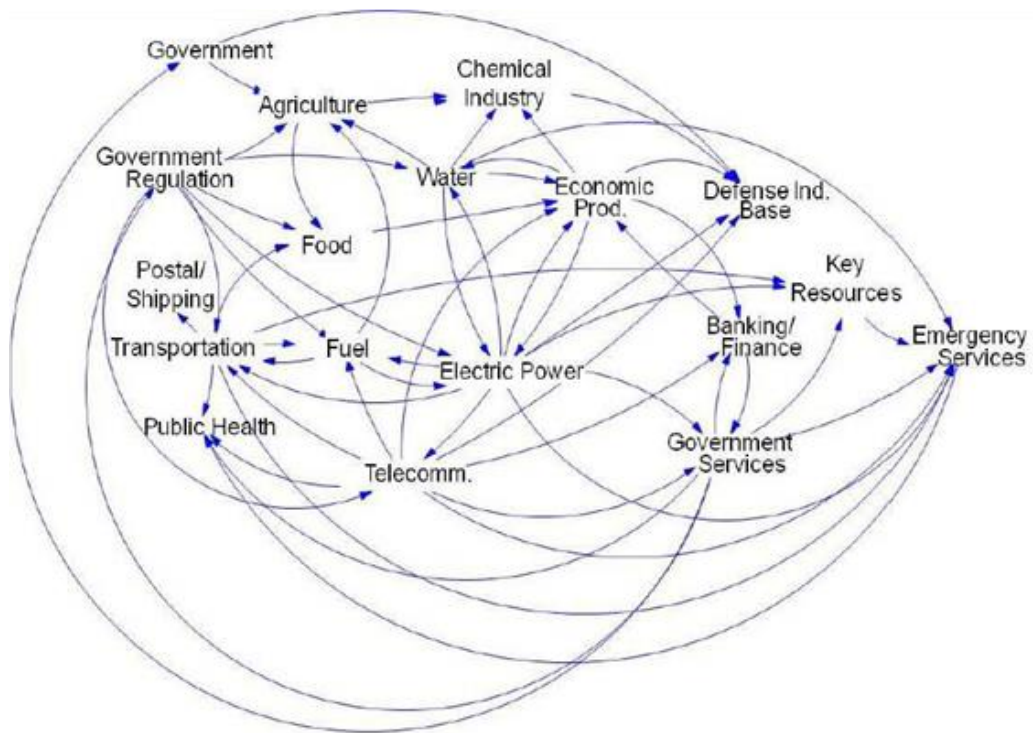 Government
Chemical
Industry
Agriculture
Government
Regulation
Water
Economic
Prod.
Defense Ind.
Base
Food
Postal/
Shipping
Key
Resources
Transportation
Fuel
Electric Power
Banking/
Finance
Emergency
Services
Public Health
Telecomm.
Government
Services